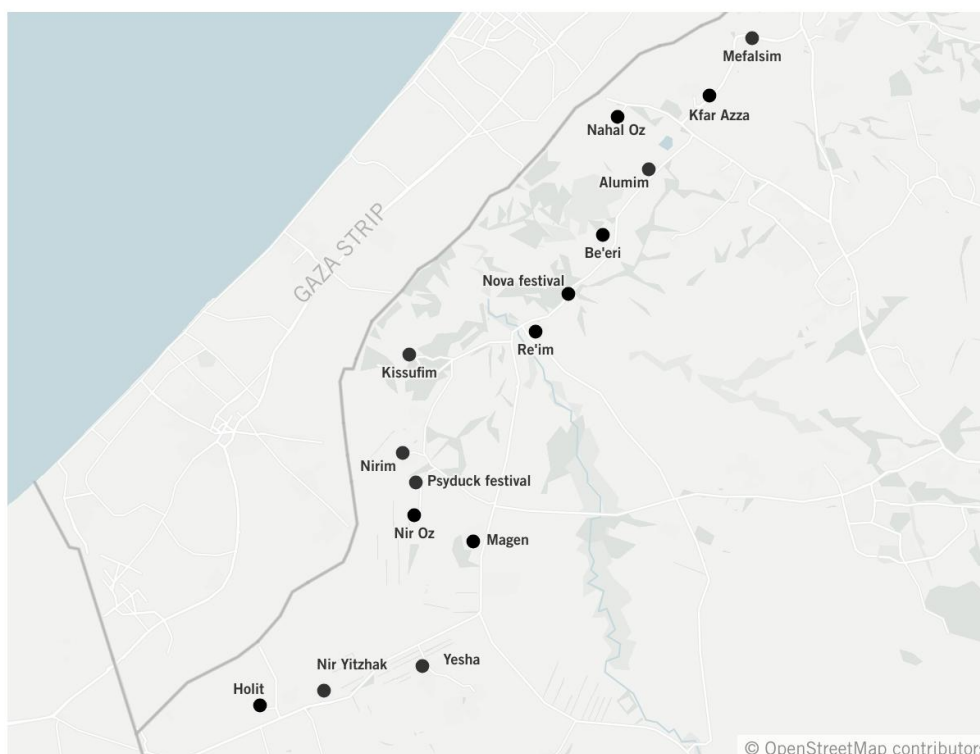 Mefalsim
Kfar Azza
Nahal Oz
Alumim
GAZA STRIP
Be'eri
Nova festival
Re'im
Kissufim
Nirim
Psyduck festival
Nir Oz
Magen
Yesha
Nir Yitzhak
Holit
© OpenStreetMap contributor